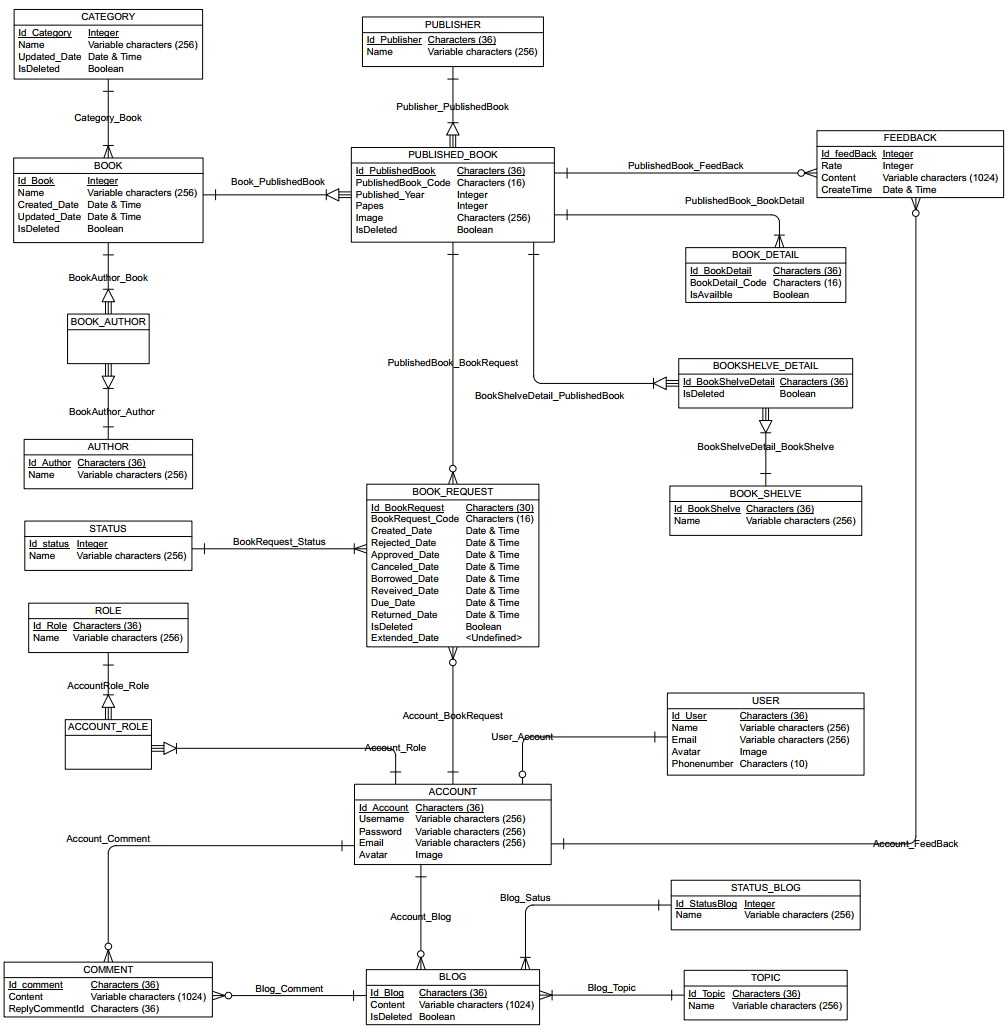 CATEGORY
Id_Category Integer
Name Variable characters (256)
Updated_Date Date & Time
IsDeleted Boolean
PUBLISHER
Id_Publisher Characters (36)
Name Variable characters (256)
Category_Book
Publisher_PublishedBook
BOOK
Id_Book Integer
Name Variable characters (256)
Created_Date Date & Time
Updated_Date Date & Time
IsDeleted Boolean
Book_PublishedBook
PUBLISHED_BOOK
Id_PublishedBook Characters (36)
PublishedBook_Code Characters (16)
Published_Year Integer
Papes Integer
Image Characters (256)
IsDeleted Boolean
PublishedBook_FeedBack
FEEDBACK
Id_feedBack Integer
Rate Integer
Content Variable characters (1024)
CreateTime Date & Time
PublishedBook_BookDetail
BOOK_DETAIL
Id_BookDetail Characters (36)
BookDetail_Code Characters (16)
IsAvailble Boolean
BookAuthor_Book
BOOK_AUTHOR
BookAuthor_Author
AUTHOR
Id_Author Characters (36)
Name Variable characters (256)
PublishedBook_BookRequest
BookShelveDetail_PublishedBook
BOOKSHELVE_DETAIL
Id_BookShelveDetail Characters (36)
IsDeleted Boolean
BookShelveDetail_BookShelve
BOOK_SHELVE
Id_BookShelve Characters (36)
Name Variable characters (256)
STATUS
Id_status Integer
Name Variable characters (256)
BookRequest_Status
BOOK_REQUEST
Id_BookRequest Characters (30)
BookRequest_Code Characters (16)
Created_Date Date & Time
Rejected_Date Date & Time
Approved_Date Date & Time
Canceled_Date Date & Time
Borrowed_Date Date & Time
Reveived_Date Date & Time
Due_Date Date & Time
Returned_Date Date & Time
IsDeleted Boolean
Extended_Date <Undefined>
ROLE
Id_Role Characters (36)
Name Variable characters (256)
AccountRole_Role
ACCOUNT_ROLE
Account_Role
Account_BookRequest
User_Account
USER
Id_User Characters (36)
Name Variable characters (256)
Email Variable characters (256)
Avatar Image
Phonenumber Characters (10)
ACCOUNT
Id_Account Characters (36)
Username Variable characters (256)
Password Variable characters (256)
Email Variable characters (256)
Avatar Image
Account_Comment
Account_FeedBack
Account_Blog
Blog_Satus
STATUS_BLOG
Id_StatusBlog Integer
Name Variable characters (256)
COMMENT
Id_comment Characters (36)
Content Variable characters (1024)
ReplyCommentId Characters (36)
Blog_Comment
BLOG
Id_Blog Characters (36)
Content Variable characters (1024)
IsDeleted Boolean
Blog_Topic
TOPIC
Id_Topic Characters (36)
Name Variable characters (256)